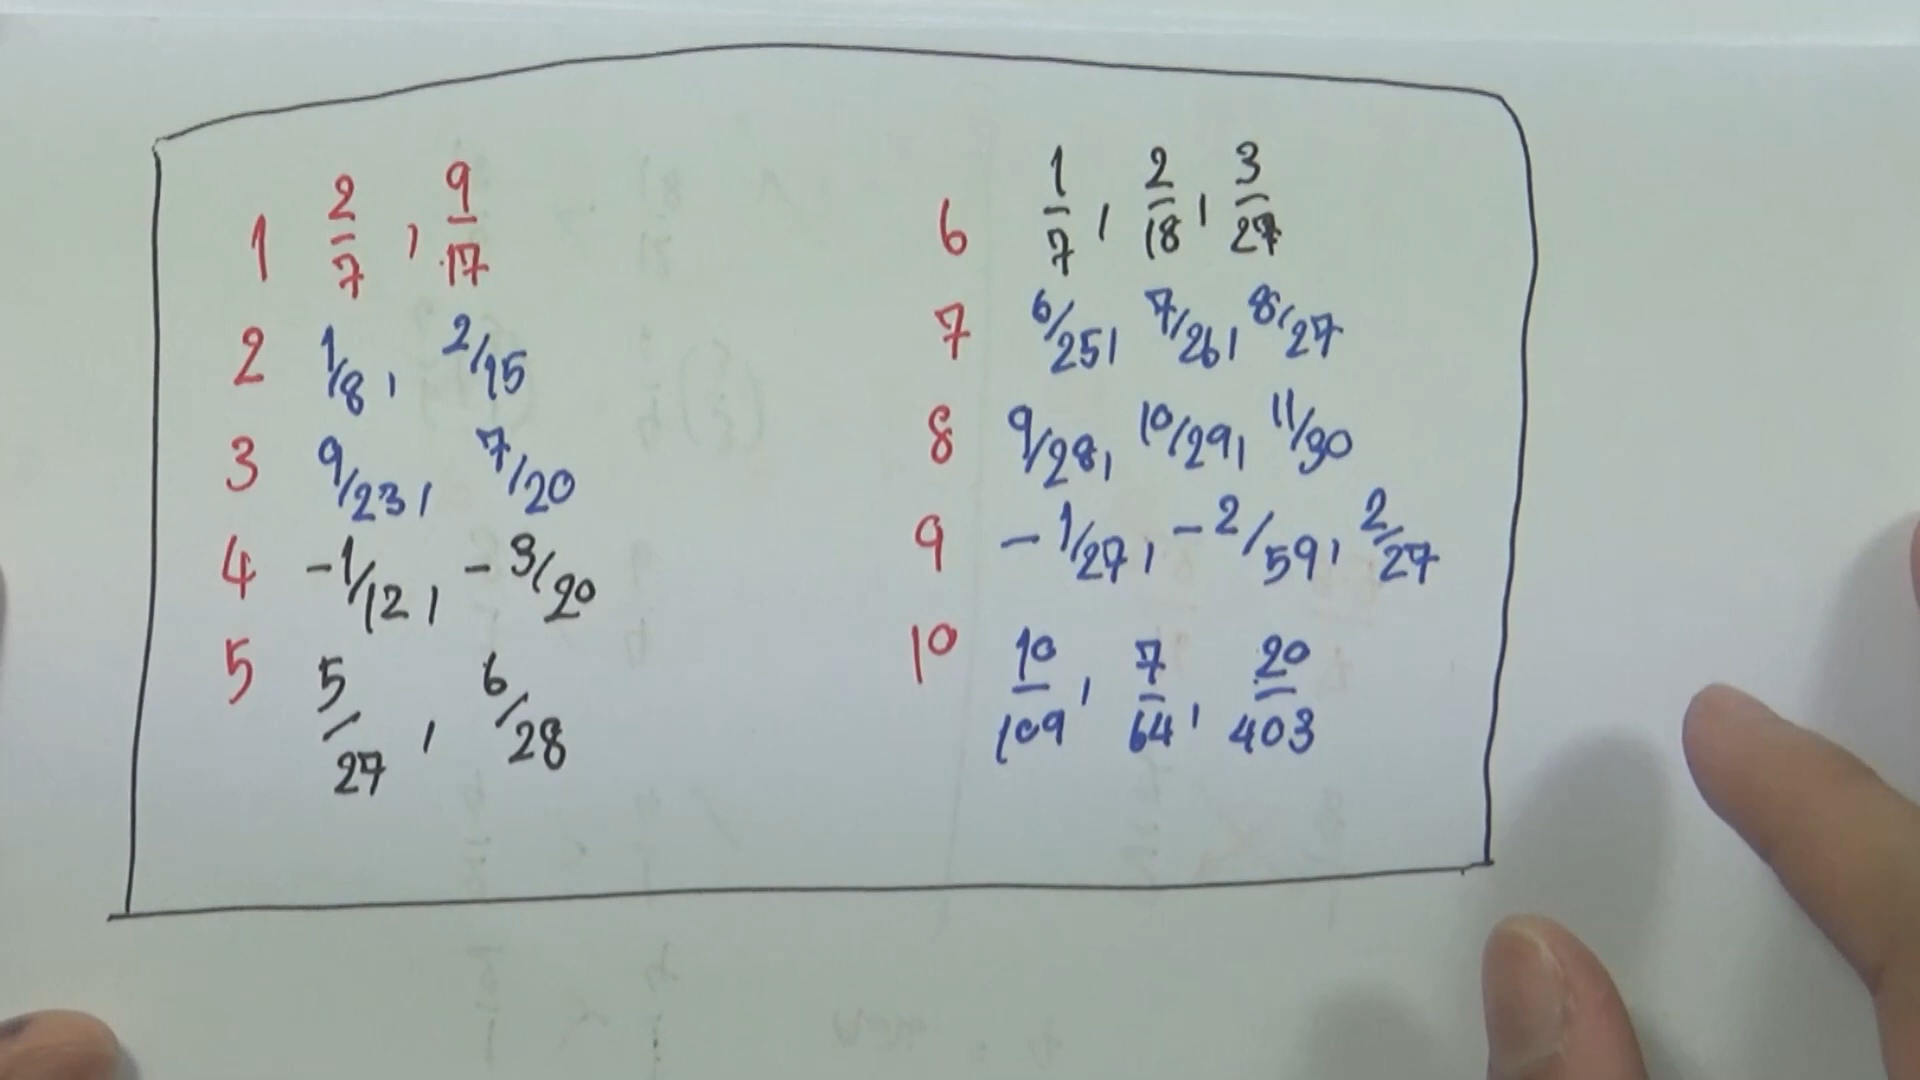 1 2/7 , 9/17
2 1/8 , 2/15
3 9/23 , 7/20
4 -1/12 , -3/20
5 5/27 , 6/28
6 1/7 , 2/18 , 3/27
7 6/25 , 7/26 , 8/27
8 9/28 , 10/29 , 11/30
9 -1/27 , -2/59 , 2/27
10 10/109 , 7/64 , 20/403